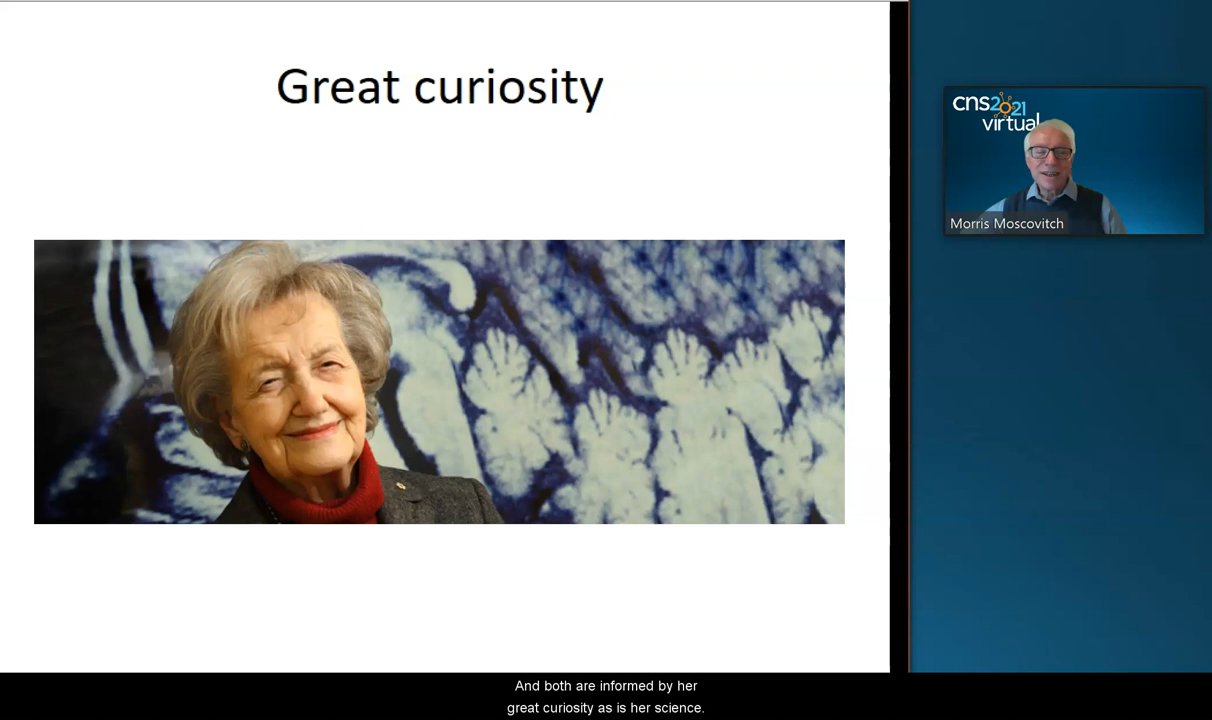 Great curiosity
cns2021
virtual
Morris Moscovitch
And both are informed by her
great curiosity as is her science.